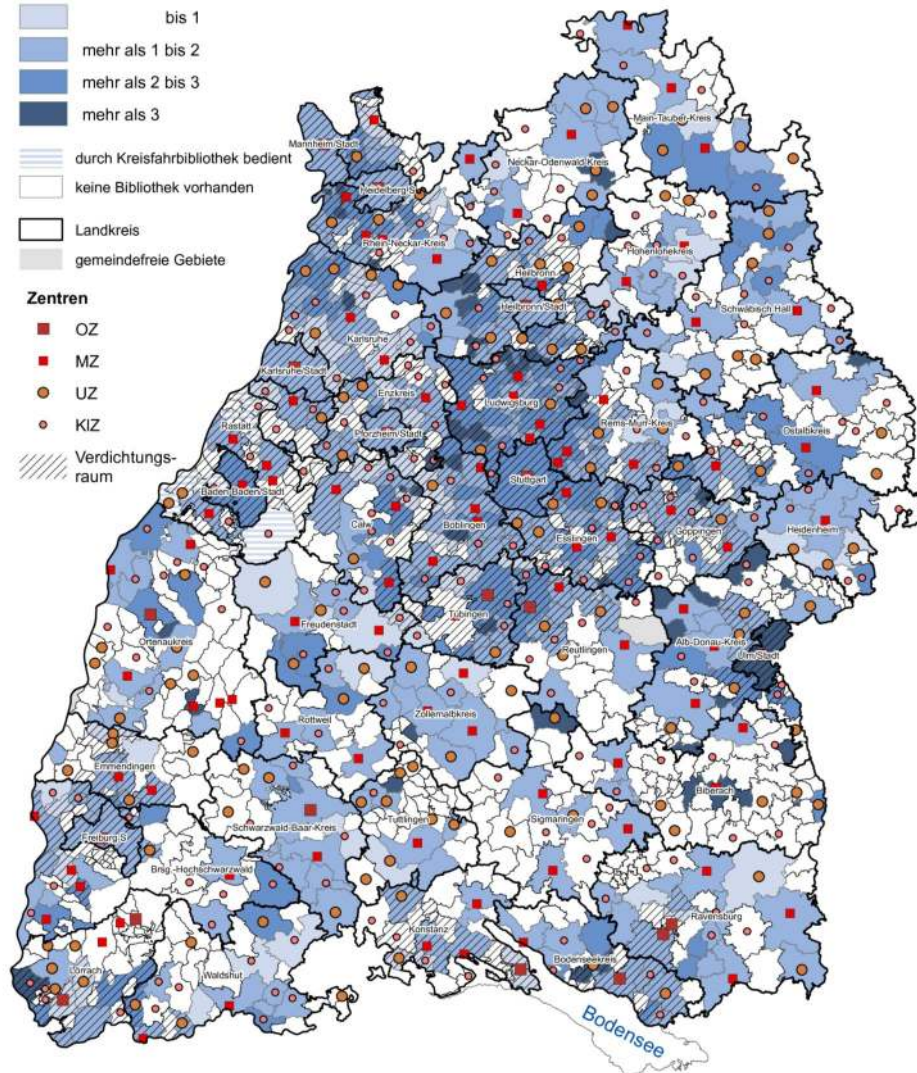 bis 1
mehr als 1 bis 2
mehr als 2 bis 3
mehr als 3
durch Kreisfahrbibliothek bedient
keine Bibliothek vorhanden
Landkreis
gemeindefreie Gebiete
Zentren
OZ
MZ
UZ
KIZ
Verdichtungs-
raum
Main-Tauber-Kreis
Mannheim/Stadt
Neckar-Odenwald Kreis
Heidelberg S
Rhein-Neckar-Kreis
Hohenlohekreis
Heilbronn
Heilbronn/Stadt
Schwäbisch Hall
Karlsruhe
Karlsruhe/Stadt
Enzkreis
Ludwigsburg
Rems-Murr-Kreis
Ostalbkreis
Rastatt
Pforzheim/Stadt
Stuttgart
Baden-Baden/Stadt
Calw
Böblingen
Esslingen
Göppingen
Heidenheim
Tübingen
Freudenstadt
Ortenaukreis
Reutlingen
Alb-Donau-Kreis
Ulm/Stadt
Rottweil
Zollernalbkreis
Emmendingen
Biberach
Schwarzwald-Baar-Kreis
Tuttlingen
Sigmaringen
Freiburg S
Brsg.-Hochschwarzwald
Ravensburg
Konstanz
Bodenseekreis
Lörrach
Waldshut
Bodensee